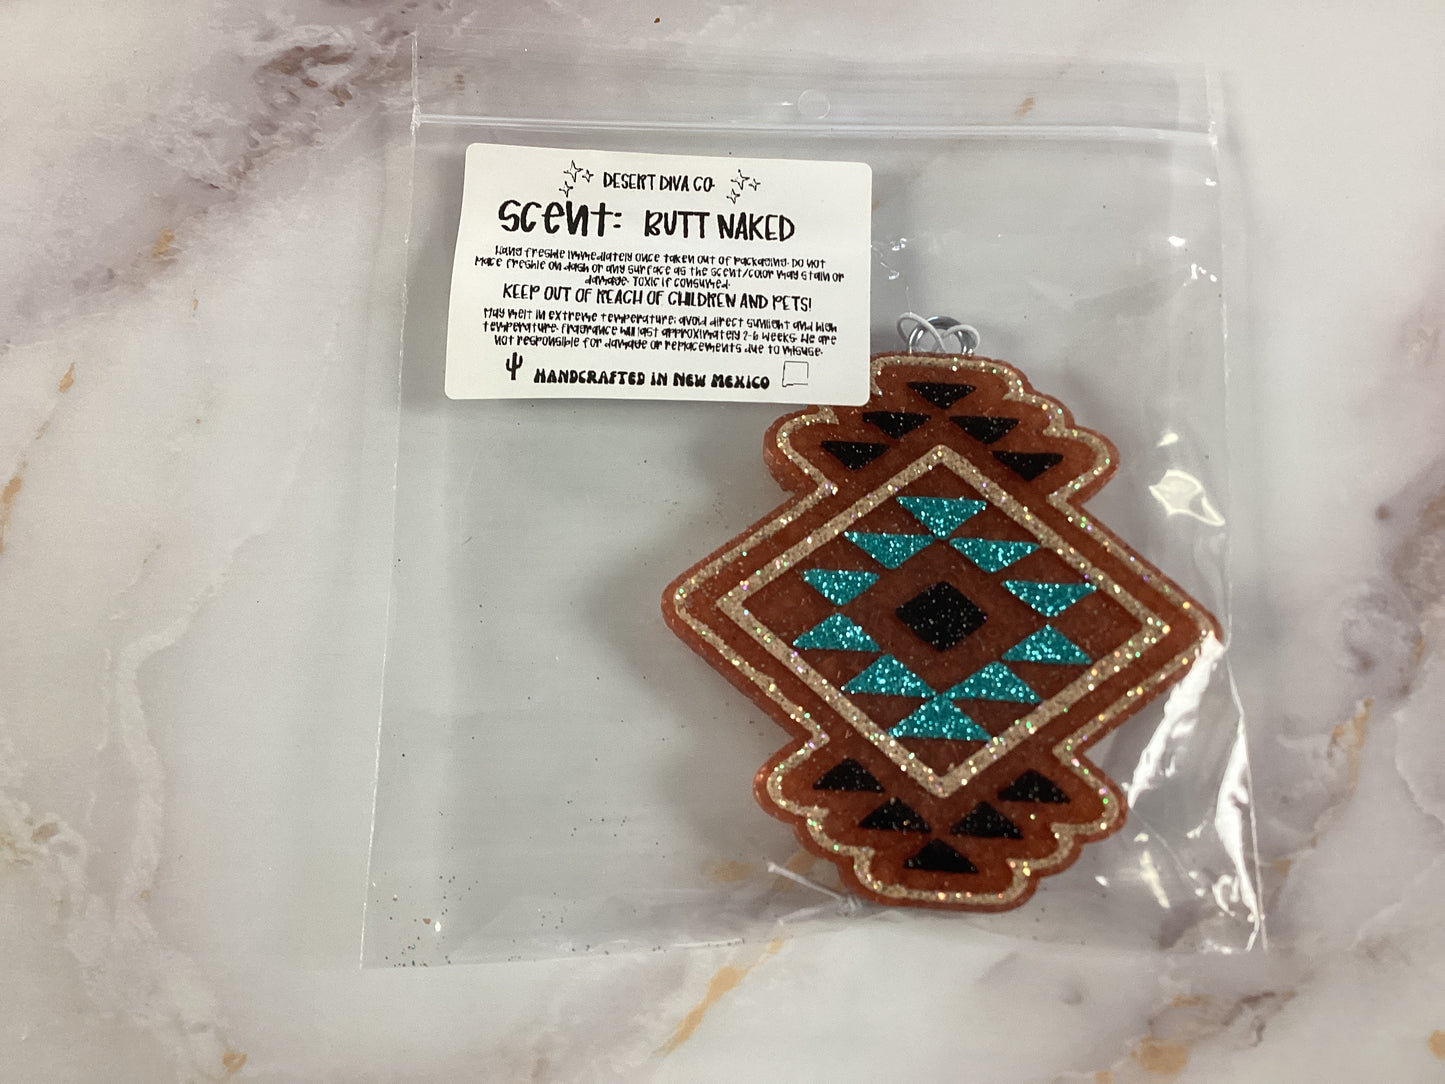 DESERT DIVA CO.
scent: BUTT NAKED
Hang freshie immediately once taken out of packaging. Do not
place freshie on dash or any surface as the scent/color may stain or
damage. Toxic if consumed.
KEEP OUT OF REACH OF CHILDREN AND PETS!
May melt in extreme temperature; avoid direct sunlight and high
temperature. Fragrance will last approximately 2-6 weeks. We are
not responsible for damage or replacements due to misuse.
HANDCRAFTED IN NEW MEXICO